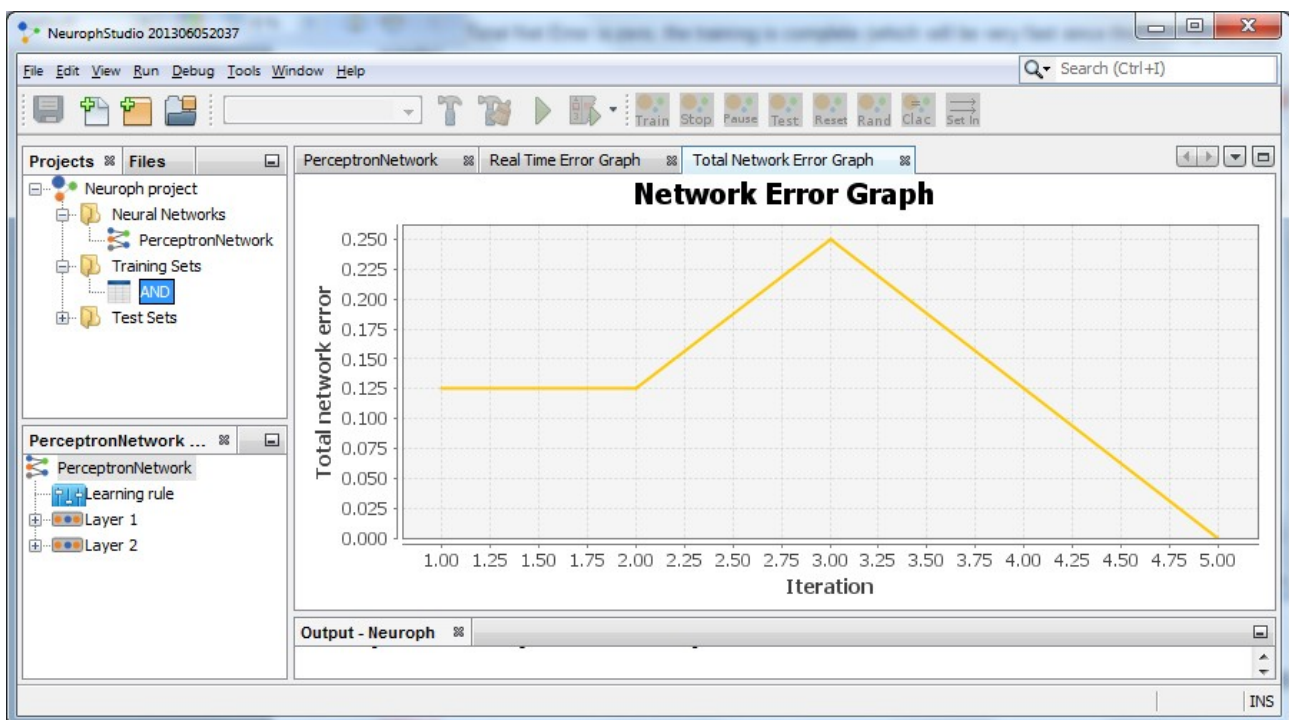 NeurophStudio 201306052037
File Edit View Run Debug Tools Window Help
Search (Ctrl+I)
Train Stop Pause Test Reset Rand Clac Set In
Projects Files
Neuroph project
Neural Networks
PerceptronNetwork
Training Sets
AND
Test Sets
PerceptronNetwork ...
PerceptronNetwork
Learning rule
Layer 1
Layer 2
PerceptronNetwork Real Time Error Graph Total Network Error Graph
Network Error Graph
Total network error
0.250
0.225
0.200
0.175
0.150
0.125
0.100
0.075
0.050
0.025
0.000
1.00 1.25 1.50 1.75 2.00 2.25 2.50 2.75 3.00 3.25 3.50 3.75 4.00 4.25 4.50 4.75 5.00
Iteration
Output - Neuroph
INS